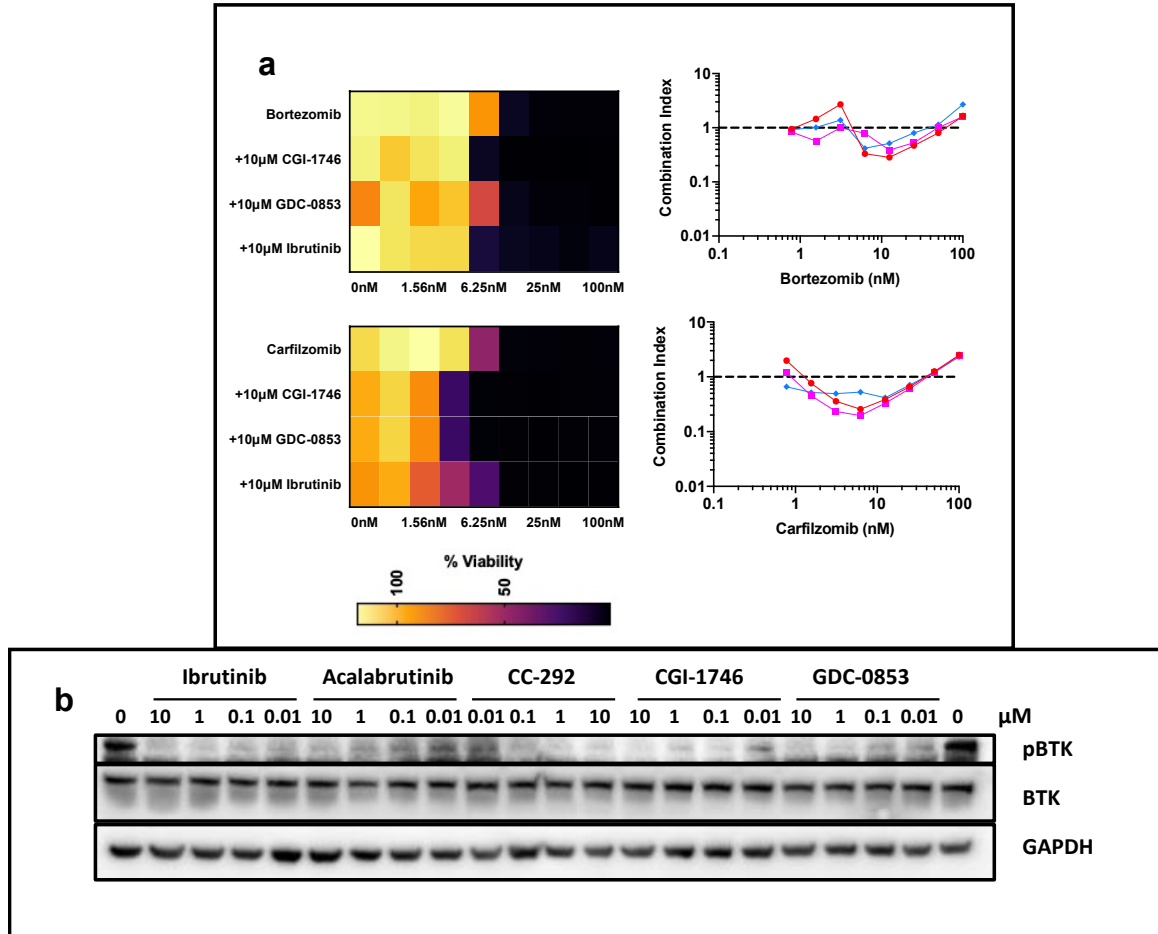 a
Bortezomib
+10µM CGI-1746
+10µM GDC-0853
+10µM Ibrutinib
0nM 1.56nM 6.25nM 25nM 100nM
Combination Index
10
1
0.1
0.01
0.1 1 10 100
Bortezomib (nM)
Carfilzomib
+10µM CGI-1746
+10µM GDC-0853
+10µM Ibrutinib
0nM 1.56nM 6.25nM 25nM 100nM
Combination Index
10
1
0.1
0.01
0.1 1 10 100
Carfilzomib (nM)
% Viability
100 50
b
Ibrutinib Acalabrutinib CC-292 CGI-1746 GDC-0853
0 10 1 0.1 0.01 10 1 0.1 0.01 0.01 0.1 1 10 10 1 0.1 0.01 10 1 0.1 0.01 0 µM
pBTK
BTK
GAPDH